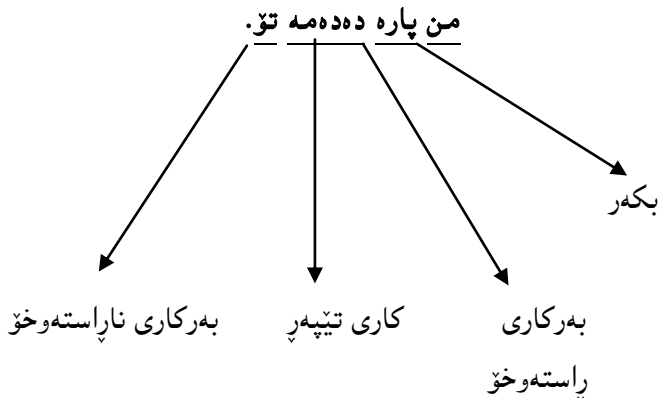 من پارە دەدەمە تۆ.
بکەر
بەرکاری
ڕاستەوخۆ
کاری تێپەڕ
بەرکاری ناڕاستەوخۆ